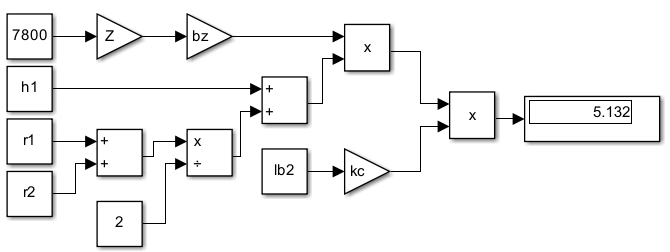 7800
Z
bz
x
h1
+
+
x
5.132
r1
+
+
x
÷
r2
lb2
kc
2